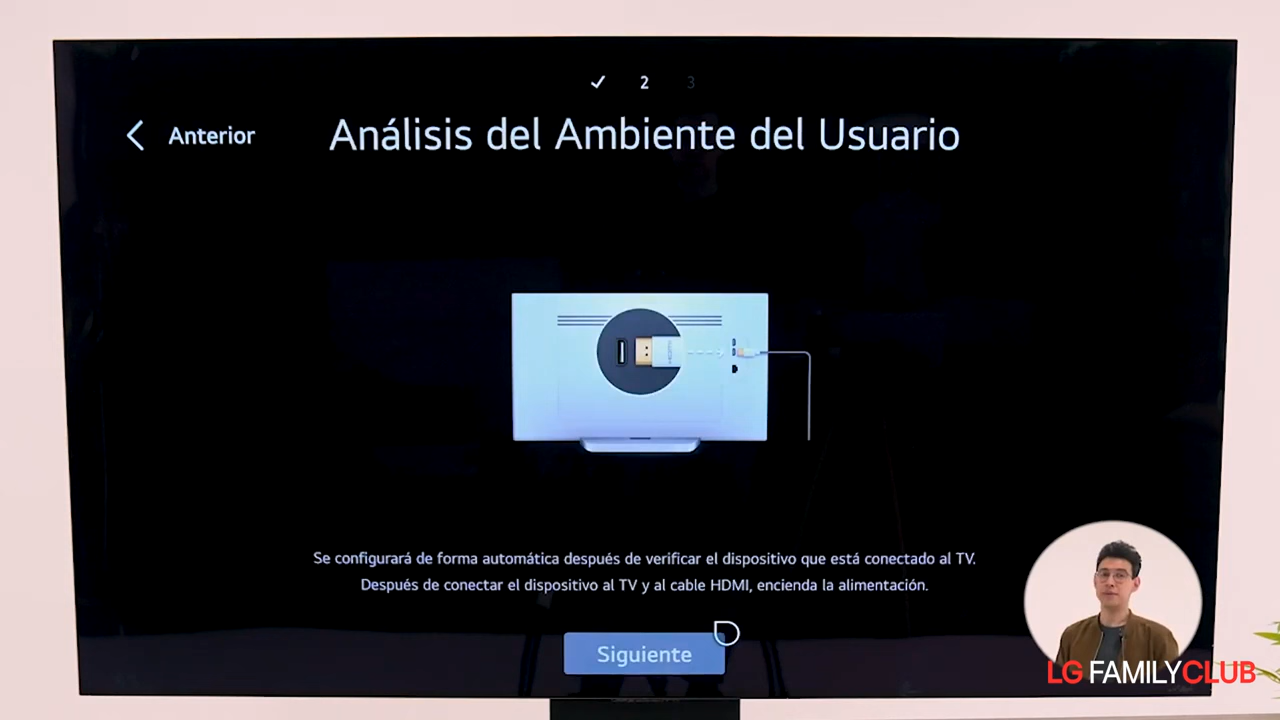 2 3
Anterior
Análisis del Ambiente del Usuario
Se configurará de forma automática después de verificar el dispositivo que está conectado al TV.
Después de conectar el dispositivo al TV y al cable HDMI, encienda la alimentación.
Siguiente
LG FAMILYCLUB